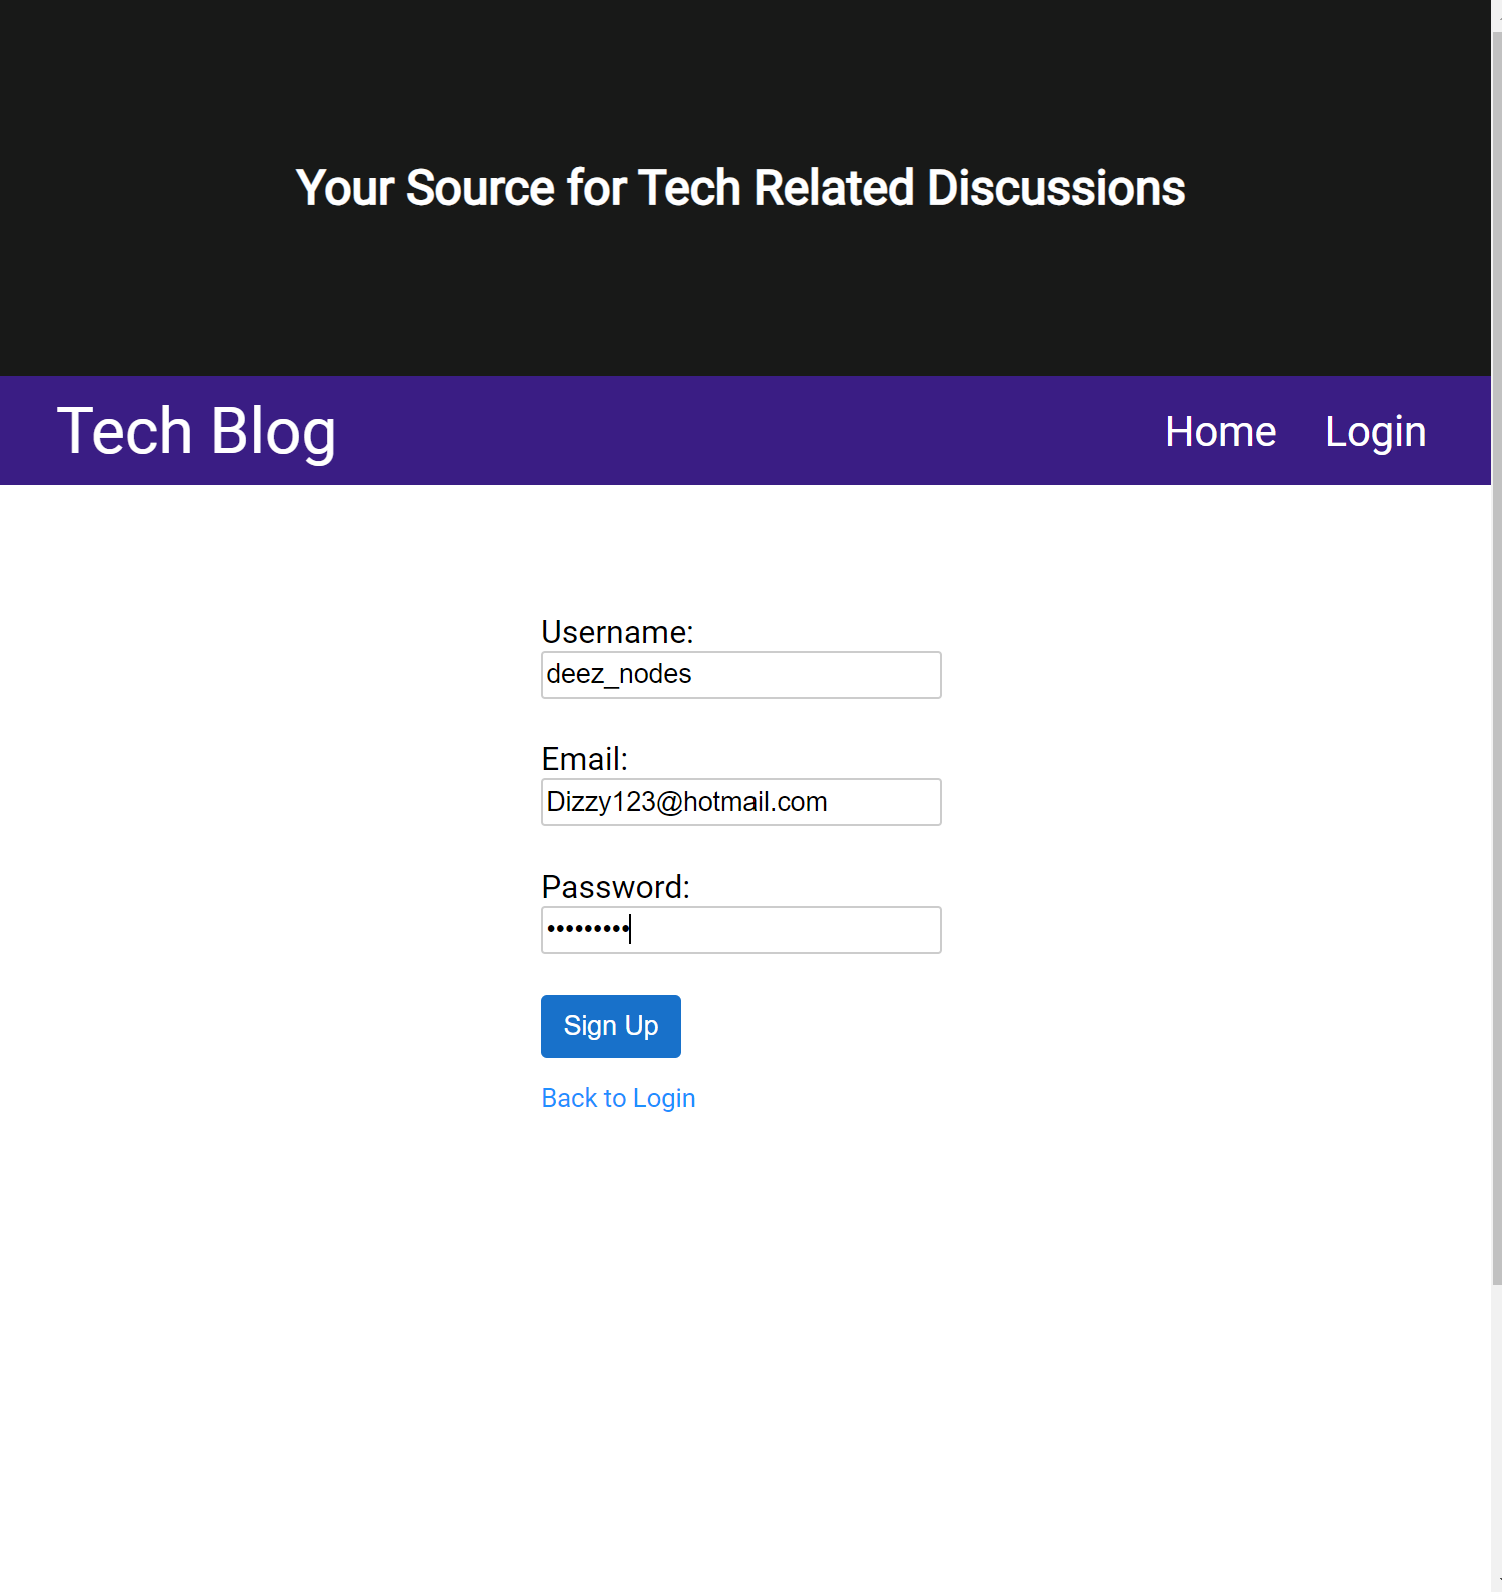 Your Source for Tech Related Discussions
Tech Blog Home Login
Username:
deez_nodes
Email:
Dizzy123@hotmail.com
Password:
•••••••••
Sign Up
Back to Login